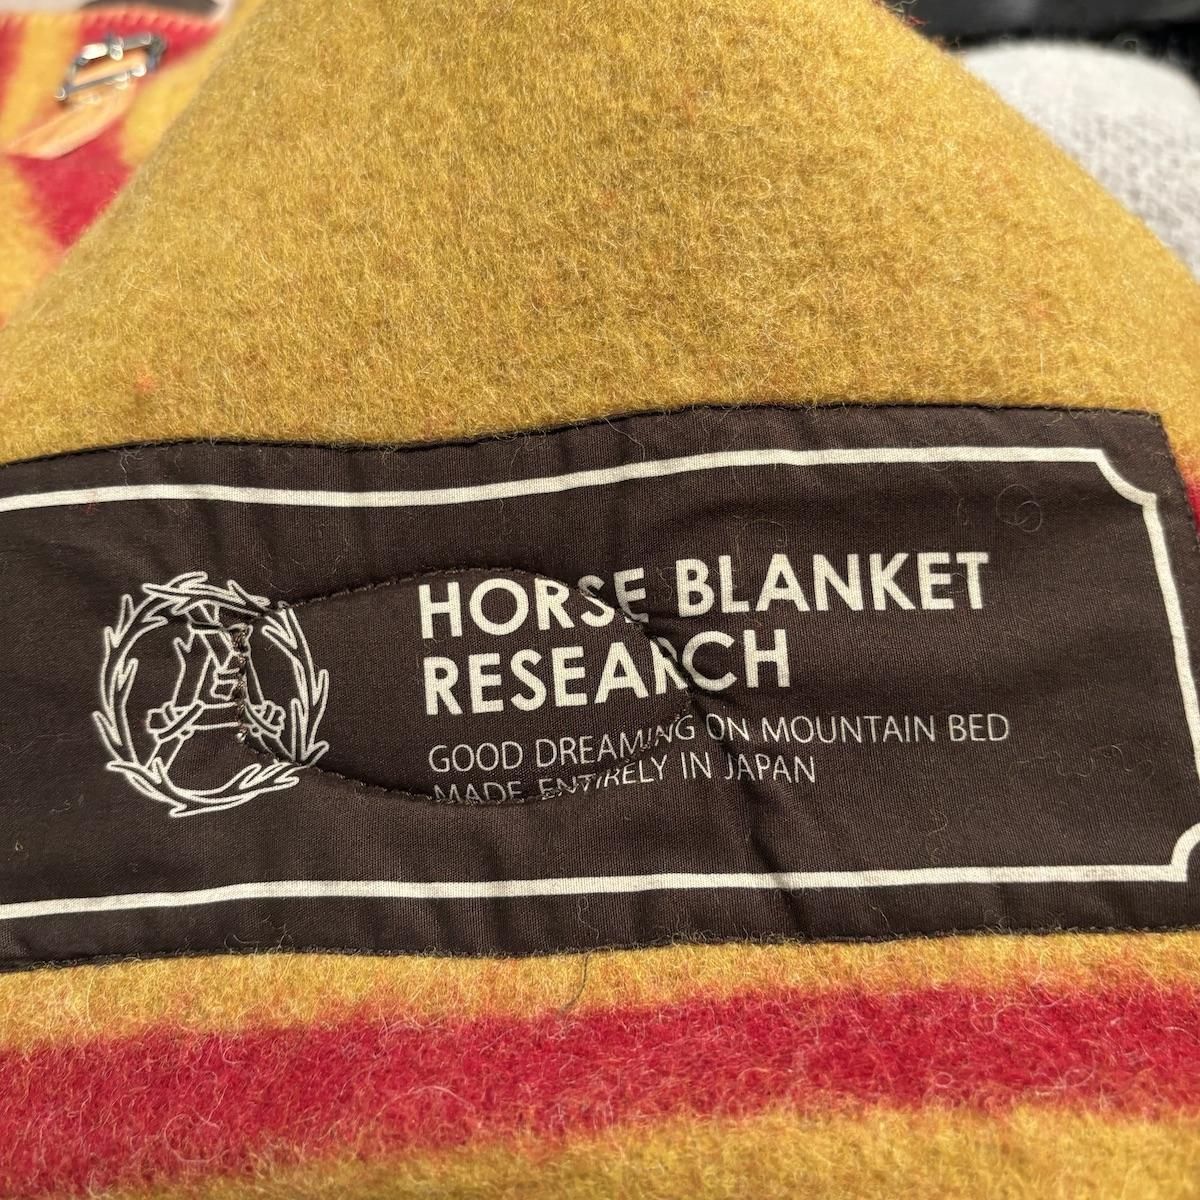 HORSE BLANKET
RESEARCH
GOOD DREAMING ON MOUNTAIN BED
MADE ENTIRELY IN JAPAN